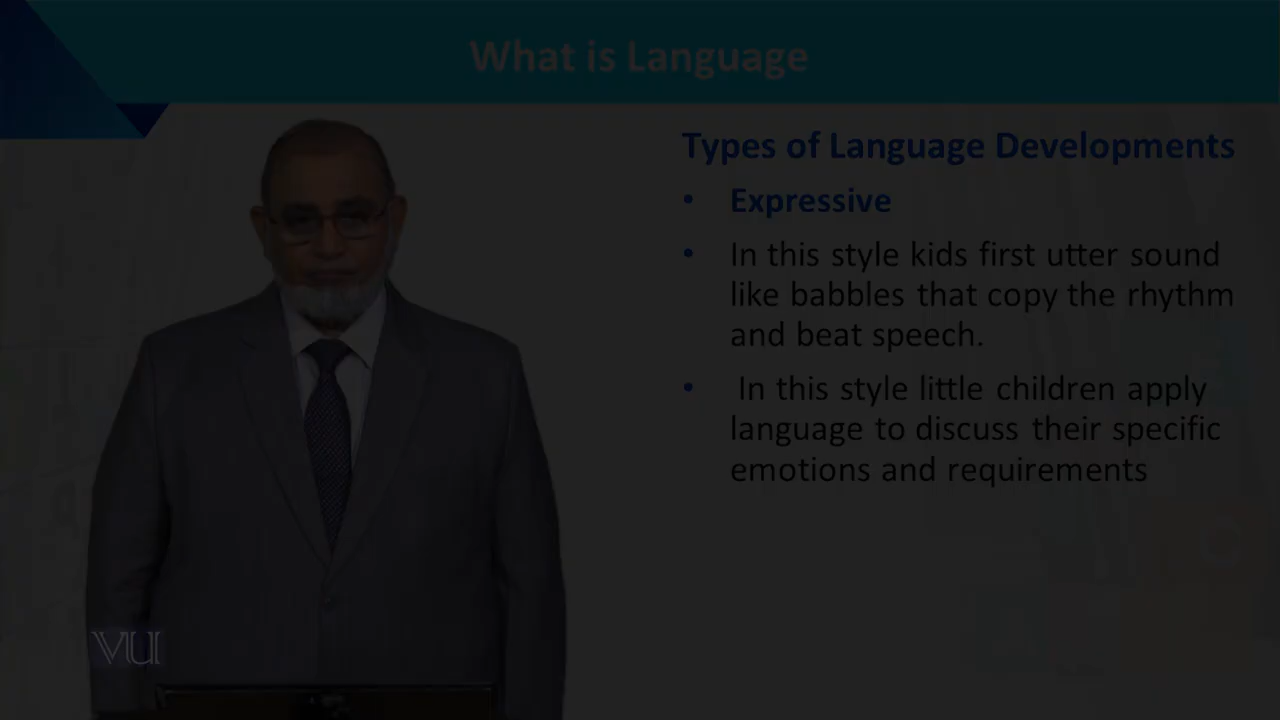 What is Language
Types of Language Developments
• Expressive
• In this style kids first utter sound
like babbles that copy the rhythm
and beat speech.
• In this style little children apply
language to discuss their specific
emotions and requirements
VU